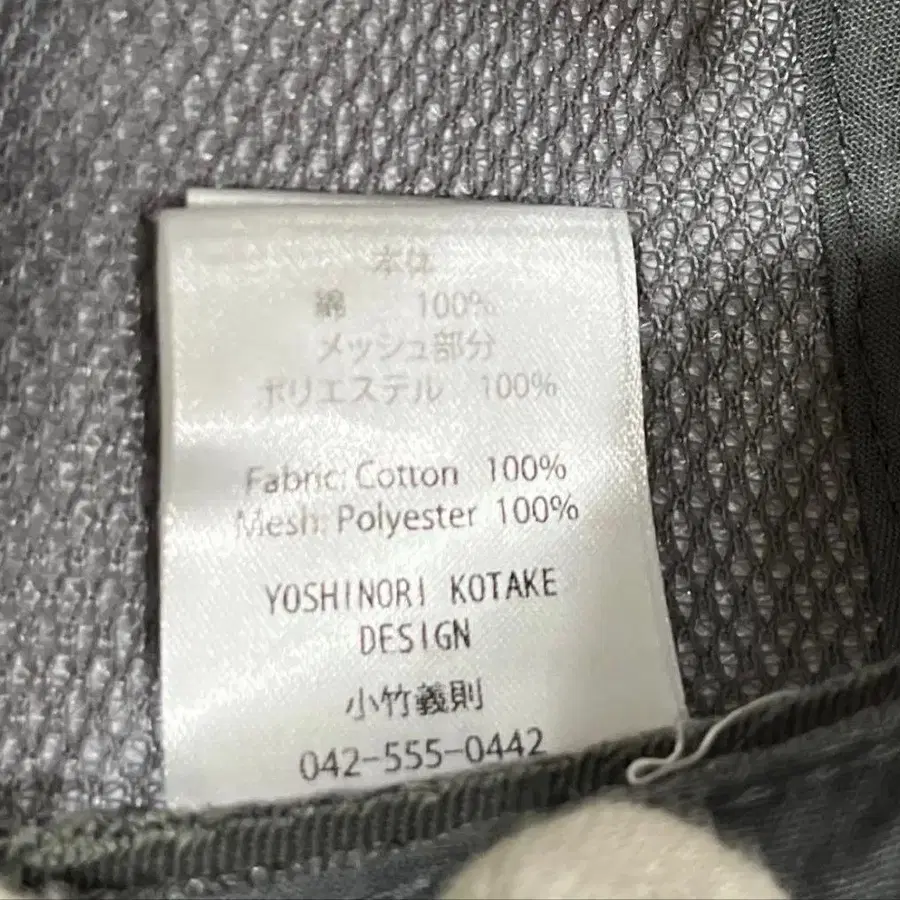 本体
綿 100%
メッシュ部分
ポリエステル 100%
Fabric: Cotton 100%
Mesh: Polyester 100%
YOSHINORI KOTAKE
DESIGN
小竹義則
042-555-0442